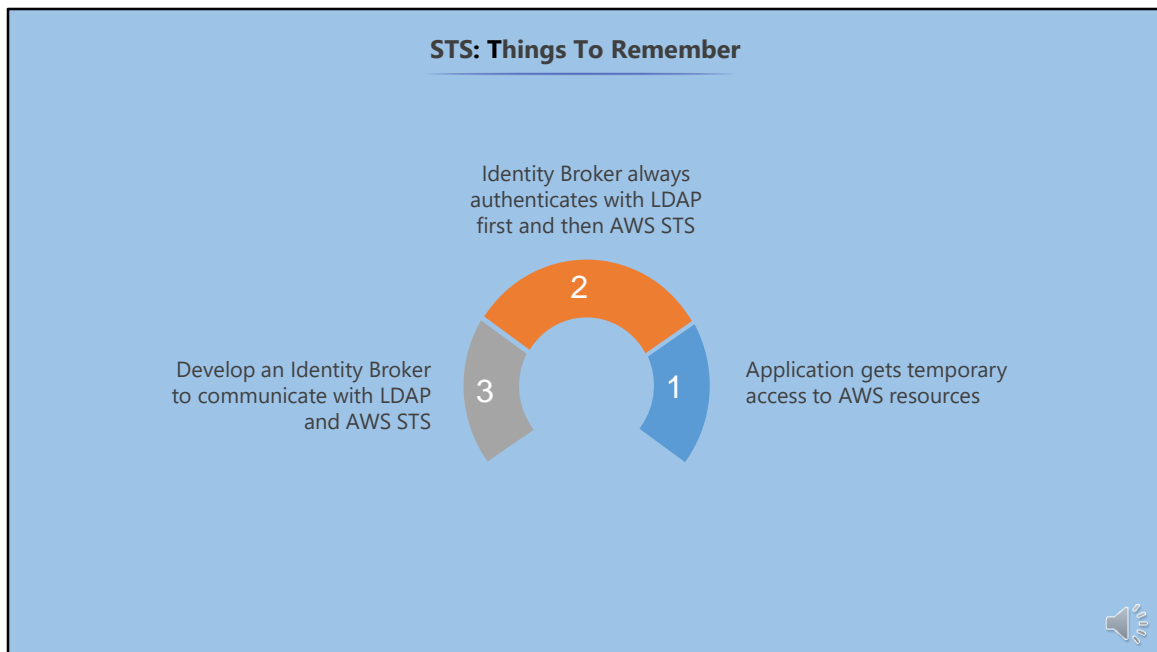 STS: Things To Remember
Identity Broker always
authenticates with LDAP
first and then AWS STS
2
Develop an Identity Broker
to communicate with LDAP
and AWS STS
3
1
Application gets temporary
access to AWS resources